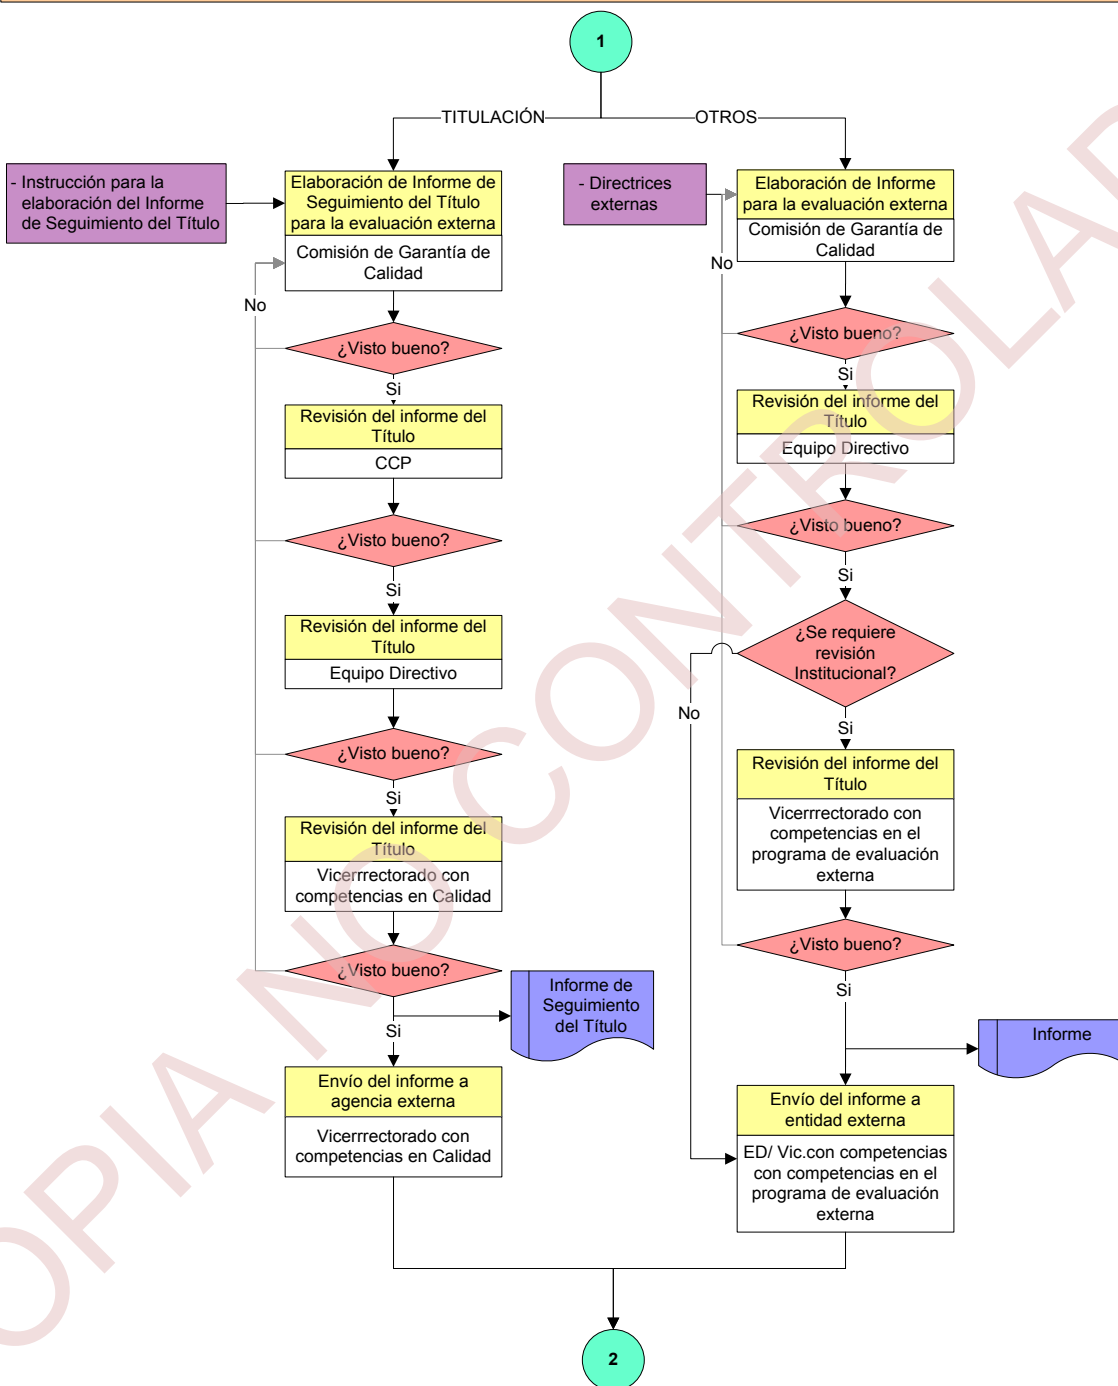 1
TITULACIÓN
OTROS
- Instrucción para la
elaboración del Informe
de Seguimiento del Título
Elaboración de Informe de
Seguimiento del Título
para la evaluación externa
Comisión de Garantía de
Calidad
No
¿Visto bueno?
Si
Revisión del informe del
Título
CCP
¿Visto bueno?
Si
Revisión del informe del
Título
Equipo Directivo
¿Visto bueno?
Si
Revisión del informe del
Título
Vicerrrectorado con
competencias en Calidad
¿Visto bueno?
Informe de
Seguimiento
del Título
Si
Envío del informe a
agencia externa
Vicerrrectorado con
competencias en Calidad
- Directrices
externas
Elaboración de Informe
para la evaluación externa
Comisión de Garantía de
Calidad
No
¿Visto bueno?
Si
Revisión del informe del
Título
Equipo Directivo
¿Visto bueno?
Si
¿Se requiere
revisión
Institucional?
No
Si
Revisión del informe del
Título
Vicerrrectorado con
competencias en el
programa de evaluación
externa
¿Visto bueno?
Si
Informe
Envío del informe a
entidad externa
ED/ Vic.con competencias
con competencias en el
programa de evaluación
externa
2
OPIA NO CONTROLAD